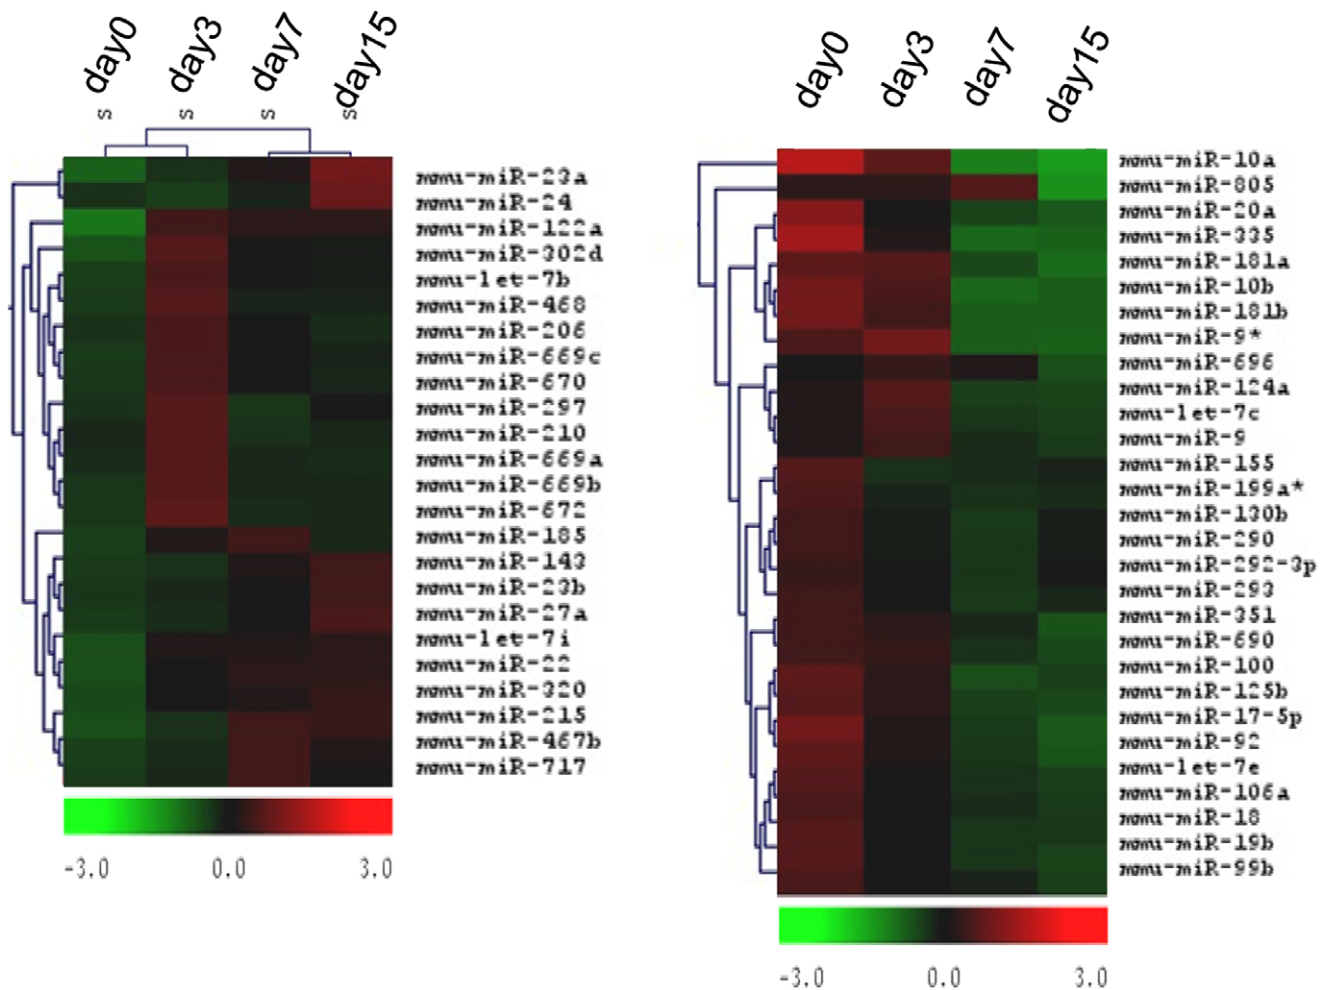 day0 day3 day7 day15
s s s s
mmu-miR-23a
mmu-miR-24
mmu-miR-122a
mmu-miR-302d
mmu-let-7b
mmu-miR-468
mmu-miR-206
mmu-miR-669c
mmu-miR-670
mmu-miR-297
mmu-miR-210
mmu-miR-669a
mmu-miR-669b
mmu-miR-672
mmu-miR-185
mmu-miR-143
mmu-miR-23b
mmu-miR-27a
mmu-let-7i
mmu-miR-22
mmu-miR-320
mmu-miR-215
mmu-miR-467b
mmu-miR-717
-3.0 0.0 3.0
day0 day3 day7 day15
mmu-miR-10a
mmu-miR-805
mmu-miR-20a
mmu-miR-335
mmu-miR-181a
mmu-miR-10b
mmu-miR-181b
mmu-miR-9*
mmu-miR-696
mmu-miR-124a
mmu-let-7c
mmu-miR-9
mmu-miR-155
mmu-miR-199a*
mmu-miR-130b
mmu-miR-290
mmu-miR-292-3p
mmu-miR-293
mmu-miR-351
mmu-miR-690
mmu-miR-100
mmu-miR-125b
mmu-miR-17-5p
mmu-miR-92
mmu-let-7e
mmu-miR-106a
mmu-miR-18
mmu-miR-19b
mmu-miR-99b
-3.0 0.0 3.0